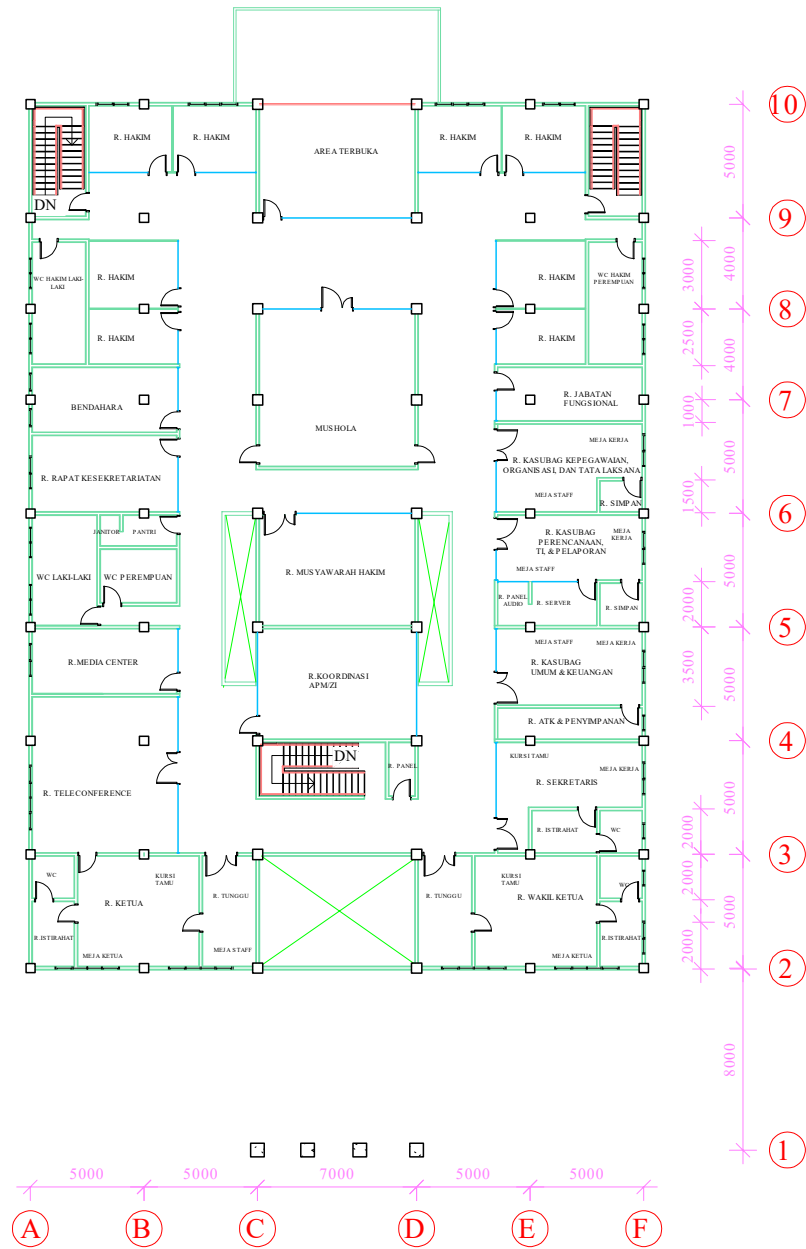 10
R. HAKIM
R. HAKIM
AREA TERBUKA
R. HAKIM
R. HAKIM
5000
DN
9
WC HAKIM LAKI-
LAKI
R. HAKIM
R. HAKIM
WC HAKIM
PEREMPUAN
3000
4000
8
R. HAKIM
R. HAKIM
2500
4000
BENDAHARA
MUSHOLA
R. JABATAN
FUNGSIONAL
7
1000
R. RAPAT KESEKRETARIATAN
MEJA KERJA
R. KASUBAG KEPEGAWAIAN,
ORGANISASI, DAN TATA LAKSANA
MEJA STAFF
R. SIMPAN
5000
1500
6
JANITOR
PANTRI
WC LAKI-LAKI
WC PEREMPUAN
R. MUSYAWARAH HAKIM
R. KASUBAG
PERENCANAAN,
TI, & PELAPORAN
MEJA
KERJA
MEJA STAFF
R. PANEL
AUDIO
R. SERVER
R. SIMPAN
5000
2000
5
R.MEDIA CENTER
R.KOORDINASI
APM/ZI
MEJA STAFF
MEJA KERJA
R. KASUBAG
UMUM & KEUANGAN
R. ATK & PENYIMPANAN
3500
5000
4
R. TELECONFERENCE
DN
R. PANEL
KURSI TAMU
MEJA KERJA
R. SEKRETARIS
R. ISTIRAHAT
WC
5000
2000
3
WC
R. KETUA
KURSI
TAMU
R. TUNGGU
R.ISTIRAHAT
MEJA KETUA
MEJA STAFF
R. TUNGGU
KURSI
TAMU
R. WAKIL KETUA
WC
MEJA KETUA
R.ISTIRAHAT
2000
5000
2000
2
8000
1
5000
5000
7000
5000
5000
A
B
C
D
E
F